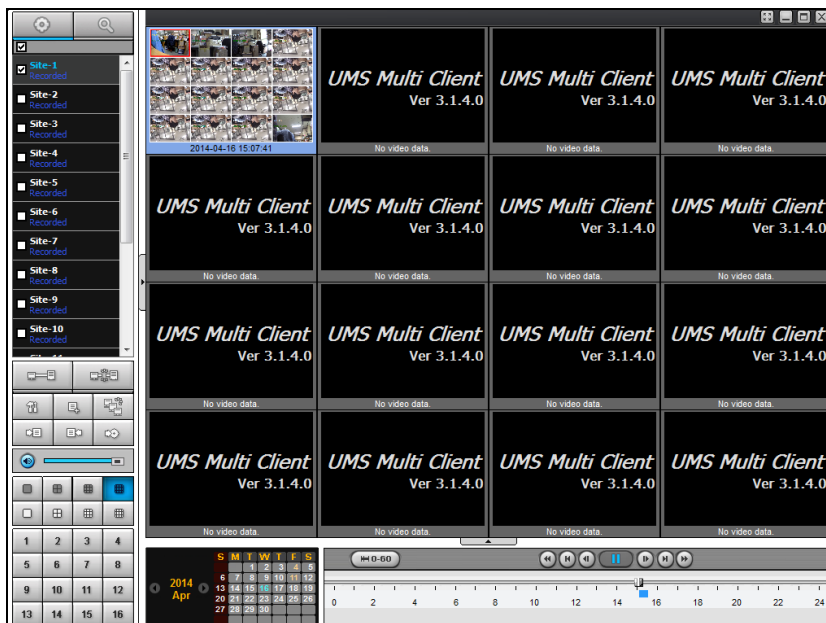 Site-1
Recorded
Site-2
Recorded
Site-3
Recorded
Site-4
Recorded
Site-5
Recorded
Site-6
Recorded
Site-7
Recorded
Site-8
Recorded
Site-9
Recorded
Site-10
Recorded
1 2 3 4
5 6 7 8
9 10 11 12
13 14 15 16
2014-04-16 15:07:41
UMS Multi Client
Ver 3.1.4.0
No video data.
UMS Multi Client
Ver 3.1.4.0
No video data.
UMS Multi Client
Ver 3.1.4.0
No video data.
UMS Multi Client
Ver 3.1.4.0
No video data.
UMS Multi Client
Ver 3.1.4.0
No video data.
UMS Multi Client
Ver 3.1.4.0
No video data.
UMS Multi Client
Ver 3.1.4.0
No video data.
UMS Multi Client
Ver 3.1.4.0
No video data.
UMS Multi Client
Ver 3.1.4.0
No video data.
UMS Multi Client
Ver 3.1.4.0
No video data.
UMS Multi Client
Ver 3.1.4.0
No video data.
UMS Multi Client
Ver 3.1.4.0
No video data.
UMS Multi Client
Ver 3.1.4.0
No video data.
UMS Multi Client
Ver 3.1.4.0
No video data.
UMS Multi Client
Ver 3.1.4.0
No video data.
2014
Apr
S M T W T F S
1 2 3 4 5
6 7 8 9 10 11 12
13 14 15 16 17 18 19
20 21 22 23 24 25 26
27 28 29 30
0-60
0 2 4 6 8 10 12 14 16 18 20 22 24